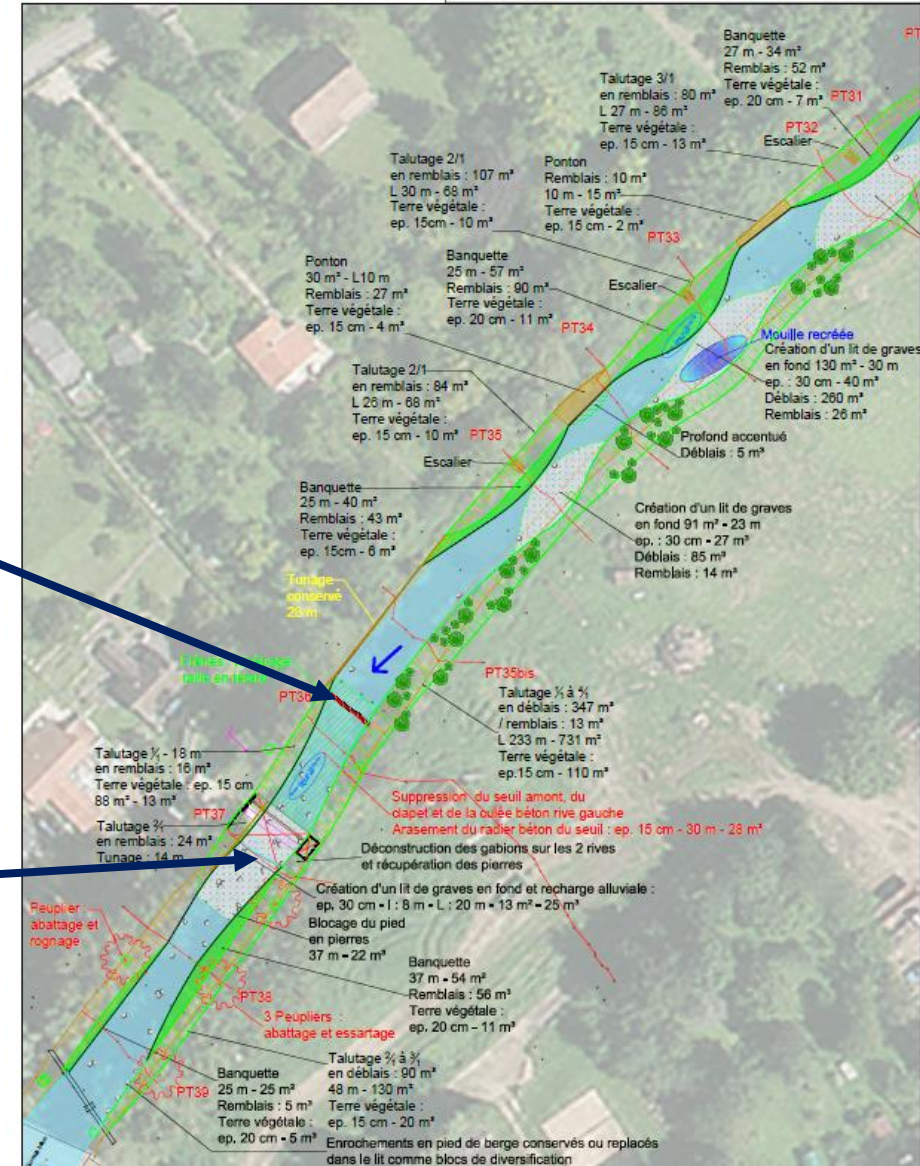 PT
Banquette
27 m - 34 m²
Remblais : 52 m³
Terre végétale :
ep. 20 cm - 7 m³
PT31
Talutage 3/1
en remblais : 80 m³
L 27 m - 86 m²
Terre végétale :
ep. 15 cm - 13 m³
PT32
Escalier
Talutage 2/1
en remblais : 107 m³
L 30 m - 68 m²
Terre végétale :
ep. 15cm - 10 m³
Ponton
Remblais : 10 m³
10 m - 15 m²
Terre végétale :
ep. 15 cm - 2 m³
PT33
Ponton
30 m² - L10 m
Remblais : 27 m³
Terre végétale :
ep. 15 cm - 4 m³
Banquette
25 m - 57 m²
Remblais : 90 m³
Terre végétale :
ep. 20 cm - 11 m³
Escalier
PT34
Mouille recréée
Création d'un lit de graves
en fond 130 m² - 30 m
ep. : 30 cm - 40 m³
Déblais : 260 m³
Remblais : 26 m³
Talutage 2/1
en remblais : 84 m³
L 26 m - 68 m²
Terre végétale :
ep. 15 cm - 10 m³
PT35
Profond accentué
Déblais : 5 m³
Escalier
Banquette
25 m - 40 m²
Remblais : 43 m³
Terre végétale :
ep. 15cm - 6 m³
Création d'un lit de graves
en fond 91 m² - 23 m
ep. : 30 cm - 27 m³
Déblais : 85 m³
Remblais : 14 m³
Tunage
conservé
28 m
PT36
PT35bis
Talutage
en déblais : 347 m³
/ remblais : 13 m³
L 233 m - 731 m²
Terre végétale :
ep.15 cm - 110 m³
Talutage - 18 m
en remblais : 16 m³
Terre végétale : ep. 15 cm
88 m² - 13 m³
PT37
Suppression du seuil amont, du
clapet et de la culée béton rive gauche
Arasement du radier béton du seuil : ep. 15 cm - 30 m - 28 m³
Talutage
en remblais : 24 m³
Tunage : 14 m
Déconstruction des gabions sur les 2 rives
et récupération des pierres
Création d'un lit de graves en fond et recharge alluviale :
ep. 30 cm - l : 8 m - L : 20 m - 13 m² - 25 m³
Blocage du pied
en pierres
37 m - 22 m³
Peuplier :
abattage et
rognage
Banquette
37 m - 54 m²
Remblais : 56 m³
Terre végétale :
ep. 20 cm - 11 m³
PT38
3 Peupliers :
abattage et essartage
Talutage
en déblais : 90 m³
48 m - 130 m²
Terre végétale :
ep. 15 cm - 20 m³
PT39
Banquette
25 m - 25 m²
Remblais : 5 m³
Terre végétale :
ep. 20 cm - 5 m³
Enrochements en pied de berge conservés ou replacés
dans le lit comme blocs de diversification